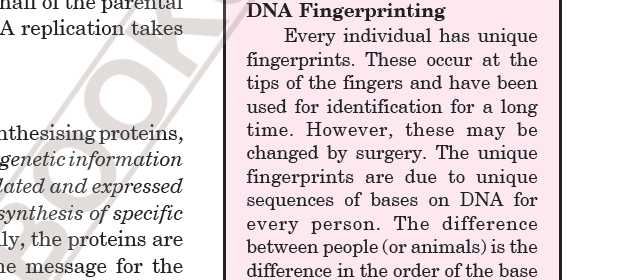 half of the parental
A replication takes
nthesising proteins,
genetic information
lated and expressed
synthesis of specific
ly, the proteins are
ne message for the
BOOK
DNA Fingerprinting
Every individual has unique
fingerprints. These occur at the
tips of the fingers and have been
used for identification for a long
time. However, these may be
changed by surgery. The unique
fingerprints are due to unique
sequences of bases on DNA for
every person. The difference
between people (or animals) is the
difference in the order of the base